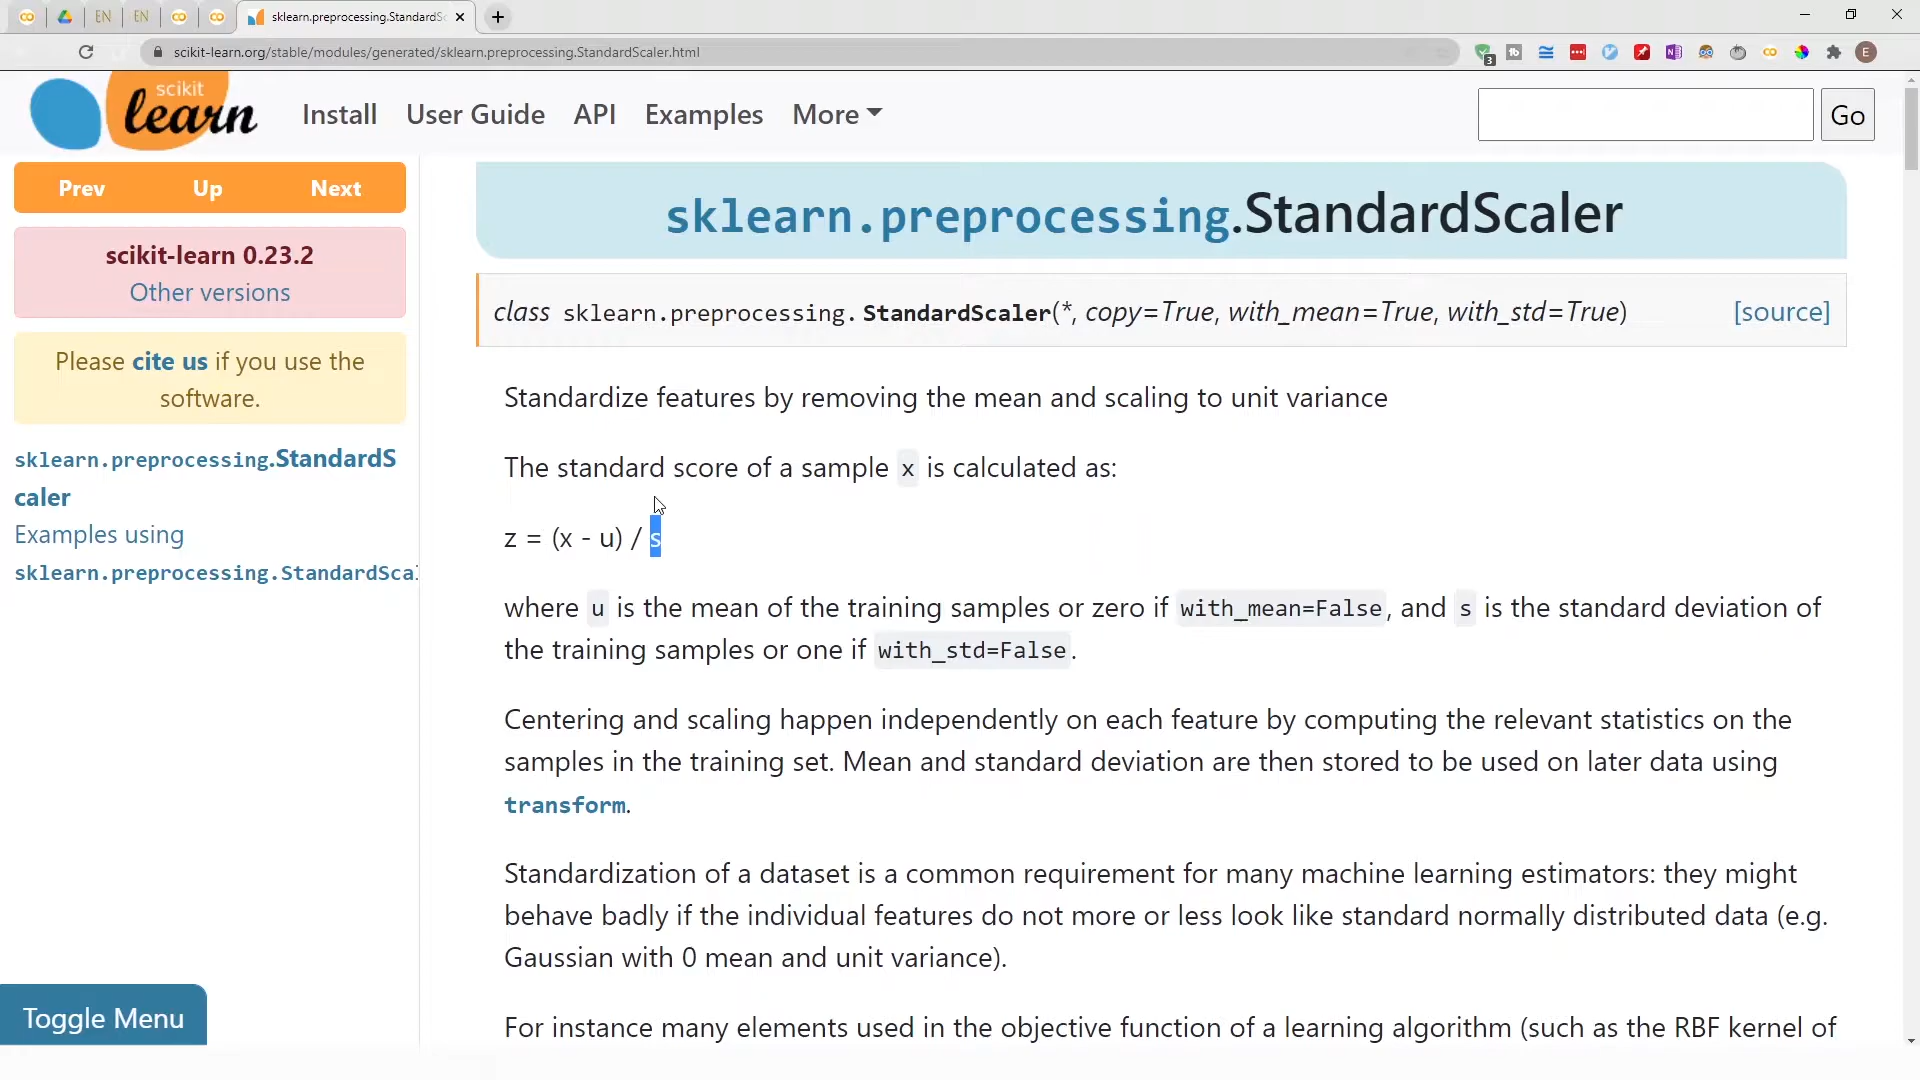 EN
EN
sklearn.preprocessing.StandardSc
scikit-learn.org/stable/modules/generated/sklearn.preprocessing.StandardScaler.html
3
E
scikit
learn
Install User Guide API Examples More
Go
Prev Up Next
scikit-learn 0.23.2
Other versions
Please cite us if you use the
software.
sklearn.preprocessing.StandardS
caler
Examples using
sklearn.preprocessing.StandardScal
sklearn.preprocessing.StandardScaler
class sklearn.preprocessing.StandardScaler(*, copy=True, with_mean=True, with_std=True) [source]
Standardize features by removing the mean and scaling to unit variance
The standard score of a sample x is calculated as:
z = (x - u) / s
where u is the mean of the training samples or zero if with_mean=False, and s is the standard deviation of
the training samples or one if with_std=False.
Centering and scaling happen independently on each feature by computing the relevant statistics on the
samples in the training set. Mean and standard deviation are then stored to be used on later data using
transform.
Standardization of a dataset is a common requirement for many machine learning estimators: they might
behave badly if the individual features do not more or less look like standard normally distributed data (e.g.
Gaussian with 0 mean and unit variance).
For instance many elements used in the objective function of a learning algorithm (such as the RBF kernel of
Toggle Menu